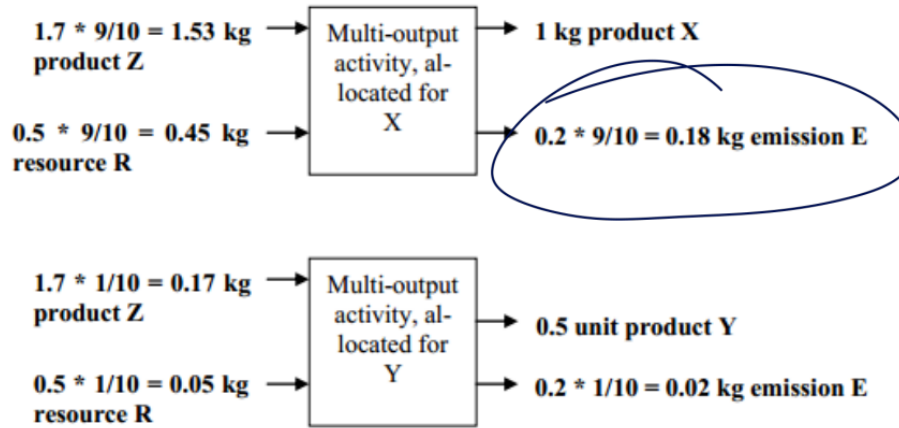 1.7 * 9/10 = 1.53 kg
product Z
0.5 * 9/10 = 0.45 kg
resource R
Multi-output
activity, al-
located for
X
1 kg product X
0.2 * 9/10 = 0.18 kg emission E
1.7 * 1/10 = 0.17 kg
product Z
0.5 * 1/10 = 0.05 kg
resource R
Multi-output
activity, al-
located for
Y
0.5 unit product Y
0.2 * 1/10 = 0.02 kg emission E